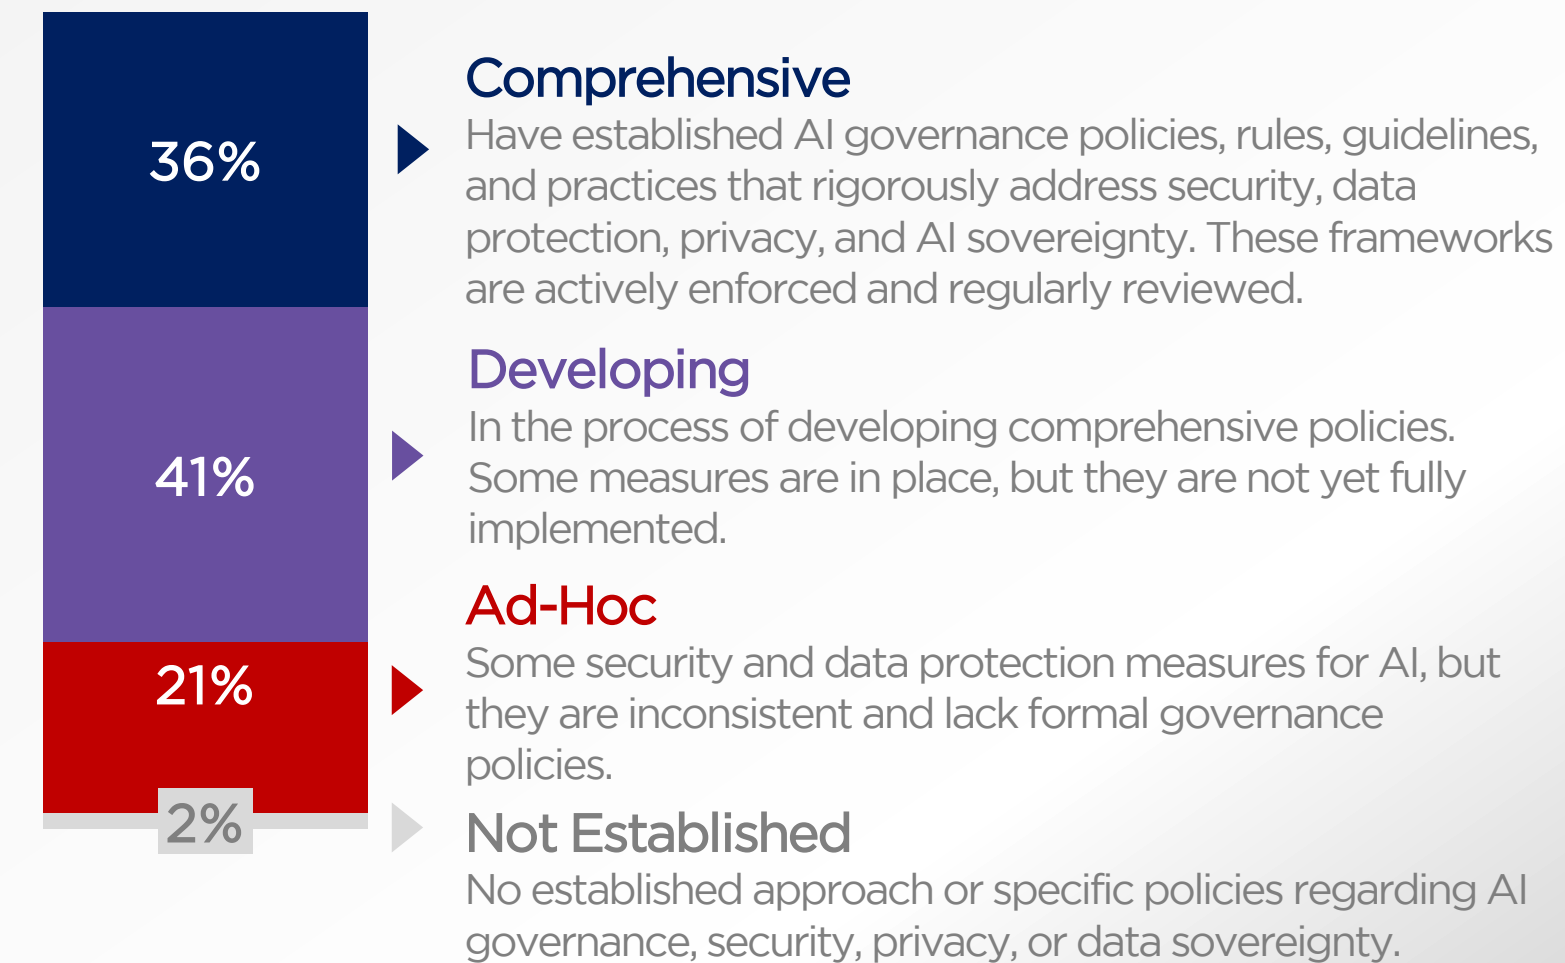 36%
Comprehensive
Have established AI governance policies, rules, guidelines,
and practices that rigorously address security, data
protection, privacy, and AI sovereignty. These frameworks
are actively enforced and regularly reviewed.
41%
Developing
In the process of developing comprehensive policies.
Some measures are in place, but they are not yet fully
implemented.
21%
Ad-Hoc
Some security and data protection measures for AI, but
they are inconsistent and lack formal governance
policies.
2%
Not Established
No established approach or specific policies regarding AI
governance, security, privacy, or data sovereignty.